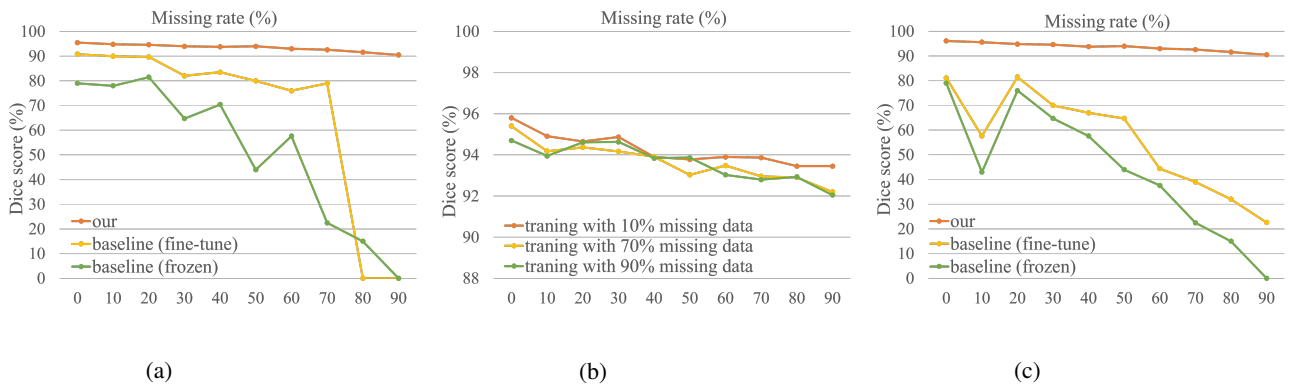 Missing rate (%)
Dice score (%)
100
90
80
70
60
50
40
30
20
10
0
our
baseline (fine-tune)
baseline (frozen)
0 10 20 30 40 50 60 70 80 90
(a)
Missing rate (%)
Dice score (%)
100
98
96
94
92
90
88
traning with 10% missing data
traning with 70% missing data
traning with 90% missing data
0 10 20 30 40 50 60 70 80 90
(b)
Missing rate (%)
Dice score (%)
100
90
80
70
60
50
40
30
20
10
0
our
baseline (fine-tune)
baseline (frozen)
0 10 20 30 40 50 60 70 80 90
(c)